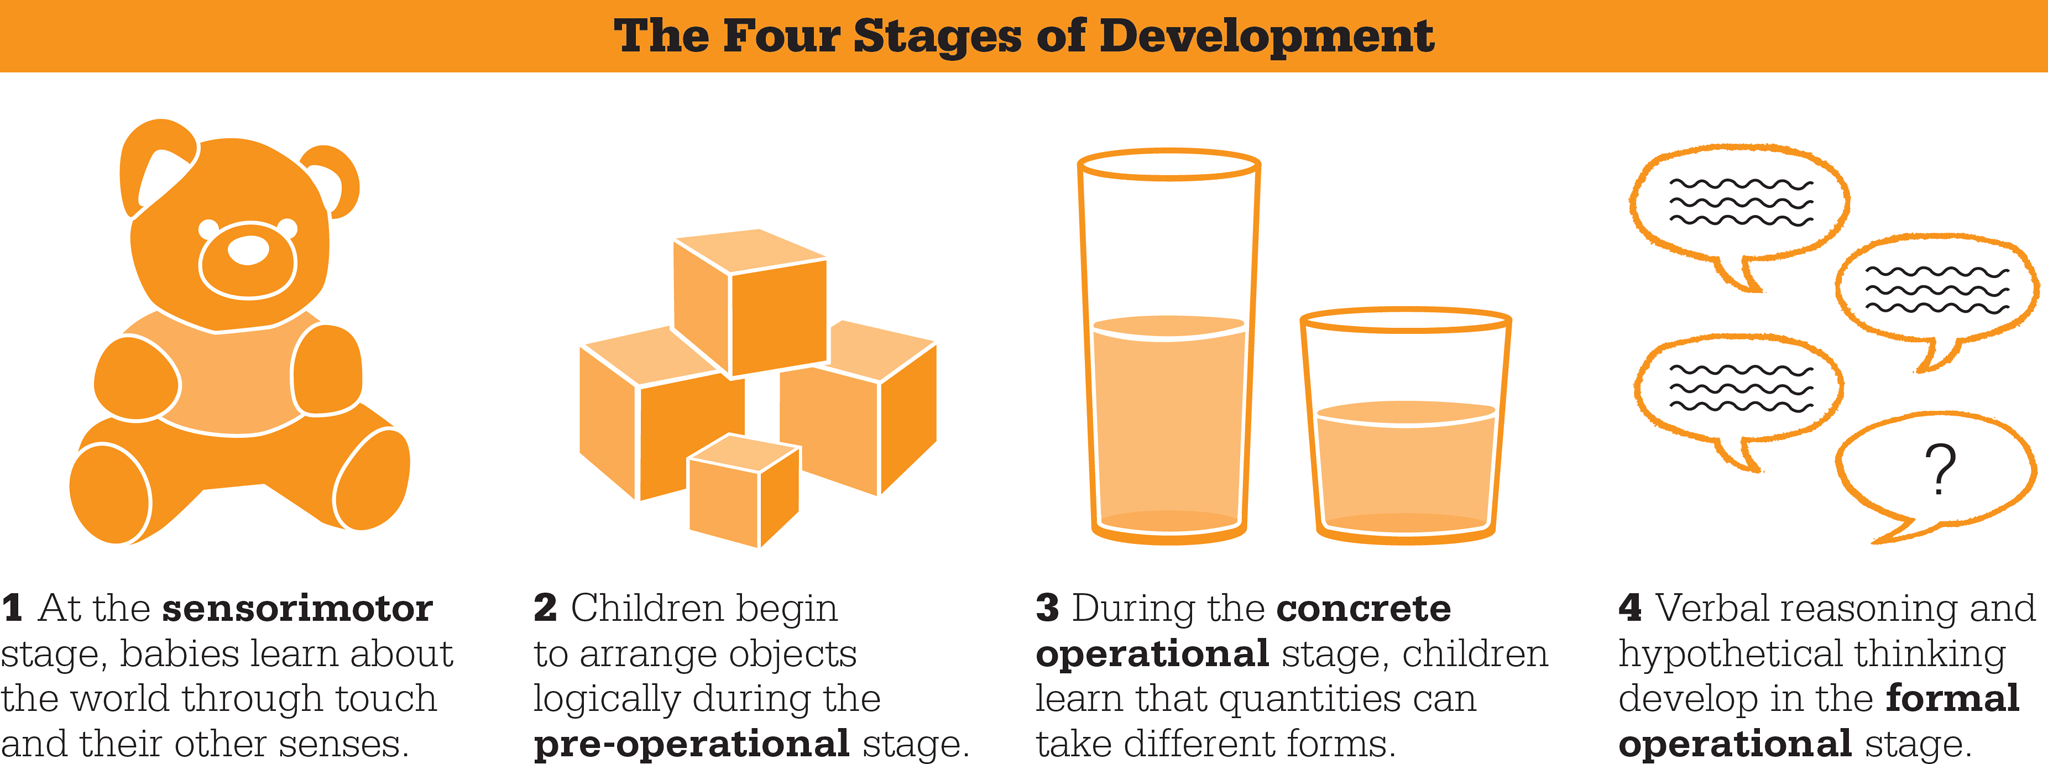 The Four Stages of Development
?
1 At the sensorimotor
stage, babies learn about
the world through touch
and their other senses.
2 Children begin
to arrange objects
logically during the
pre-operational stage.
3 During the concrete
operational stage, children
learn that quantities can
take different forms.
4 Verbal reasoning and
hypothetical thinking
develop in the formal
operational stage.